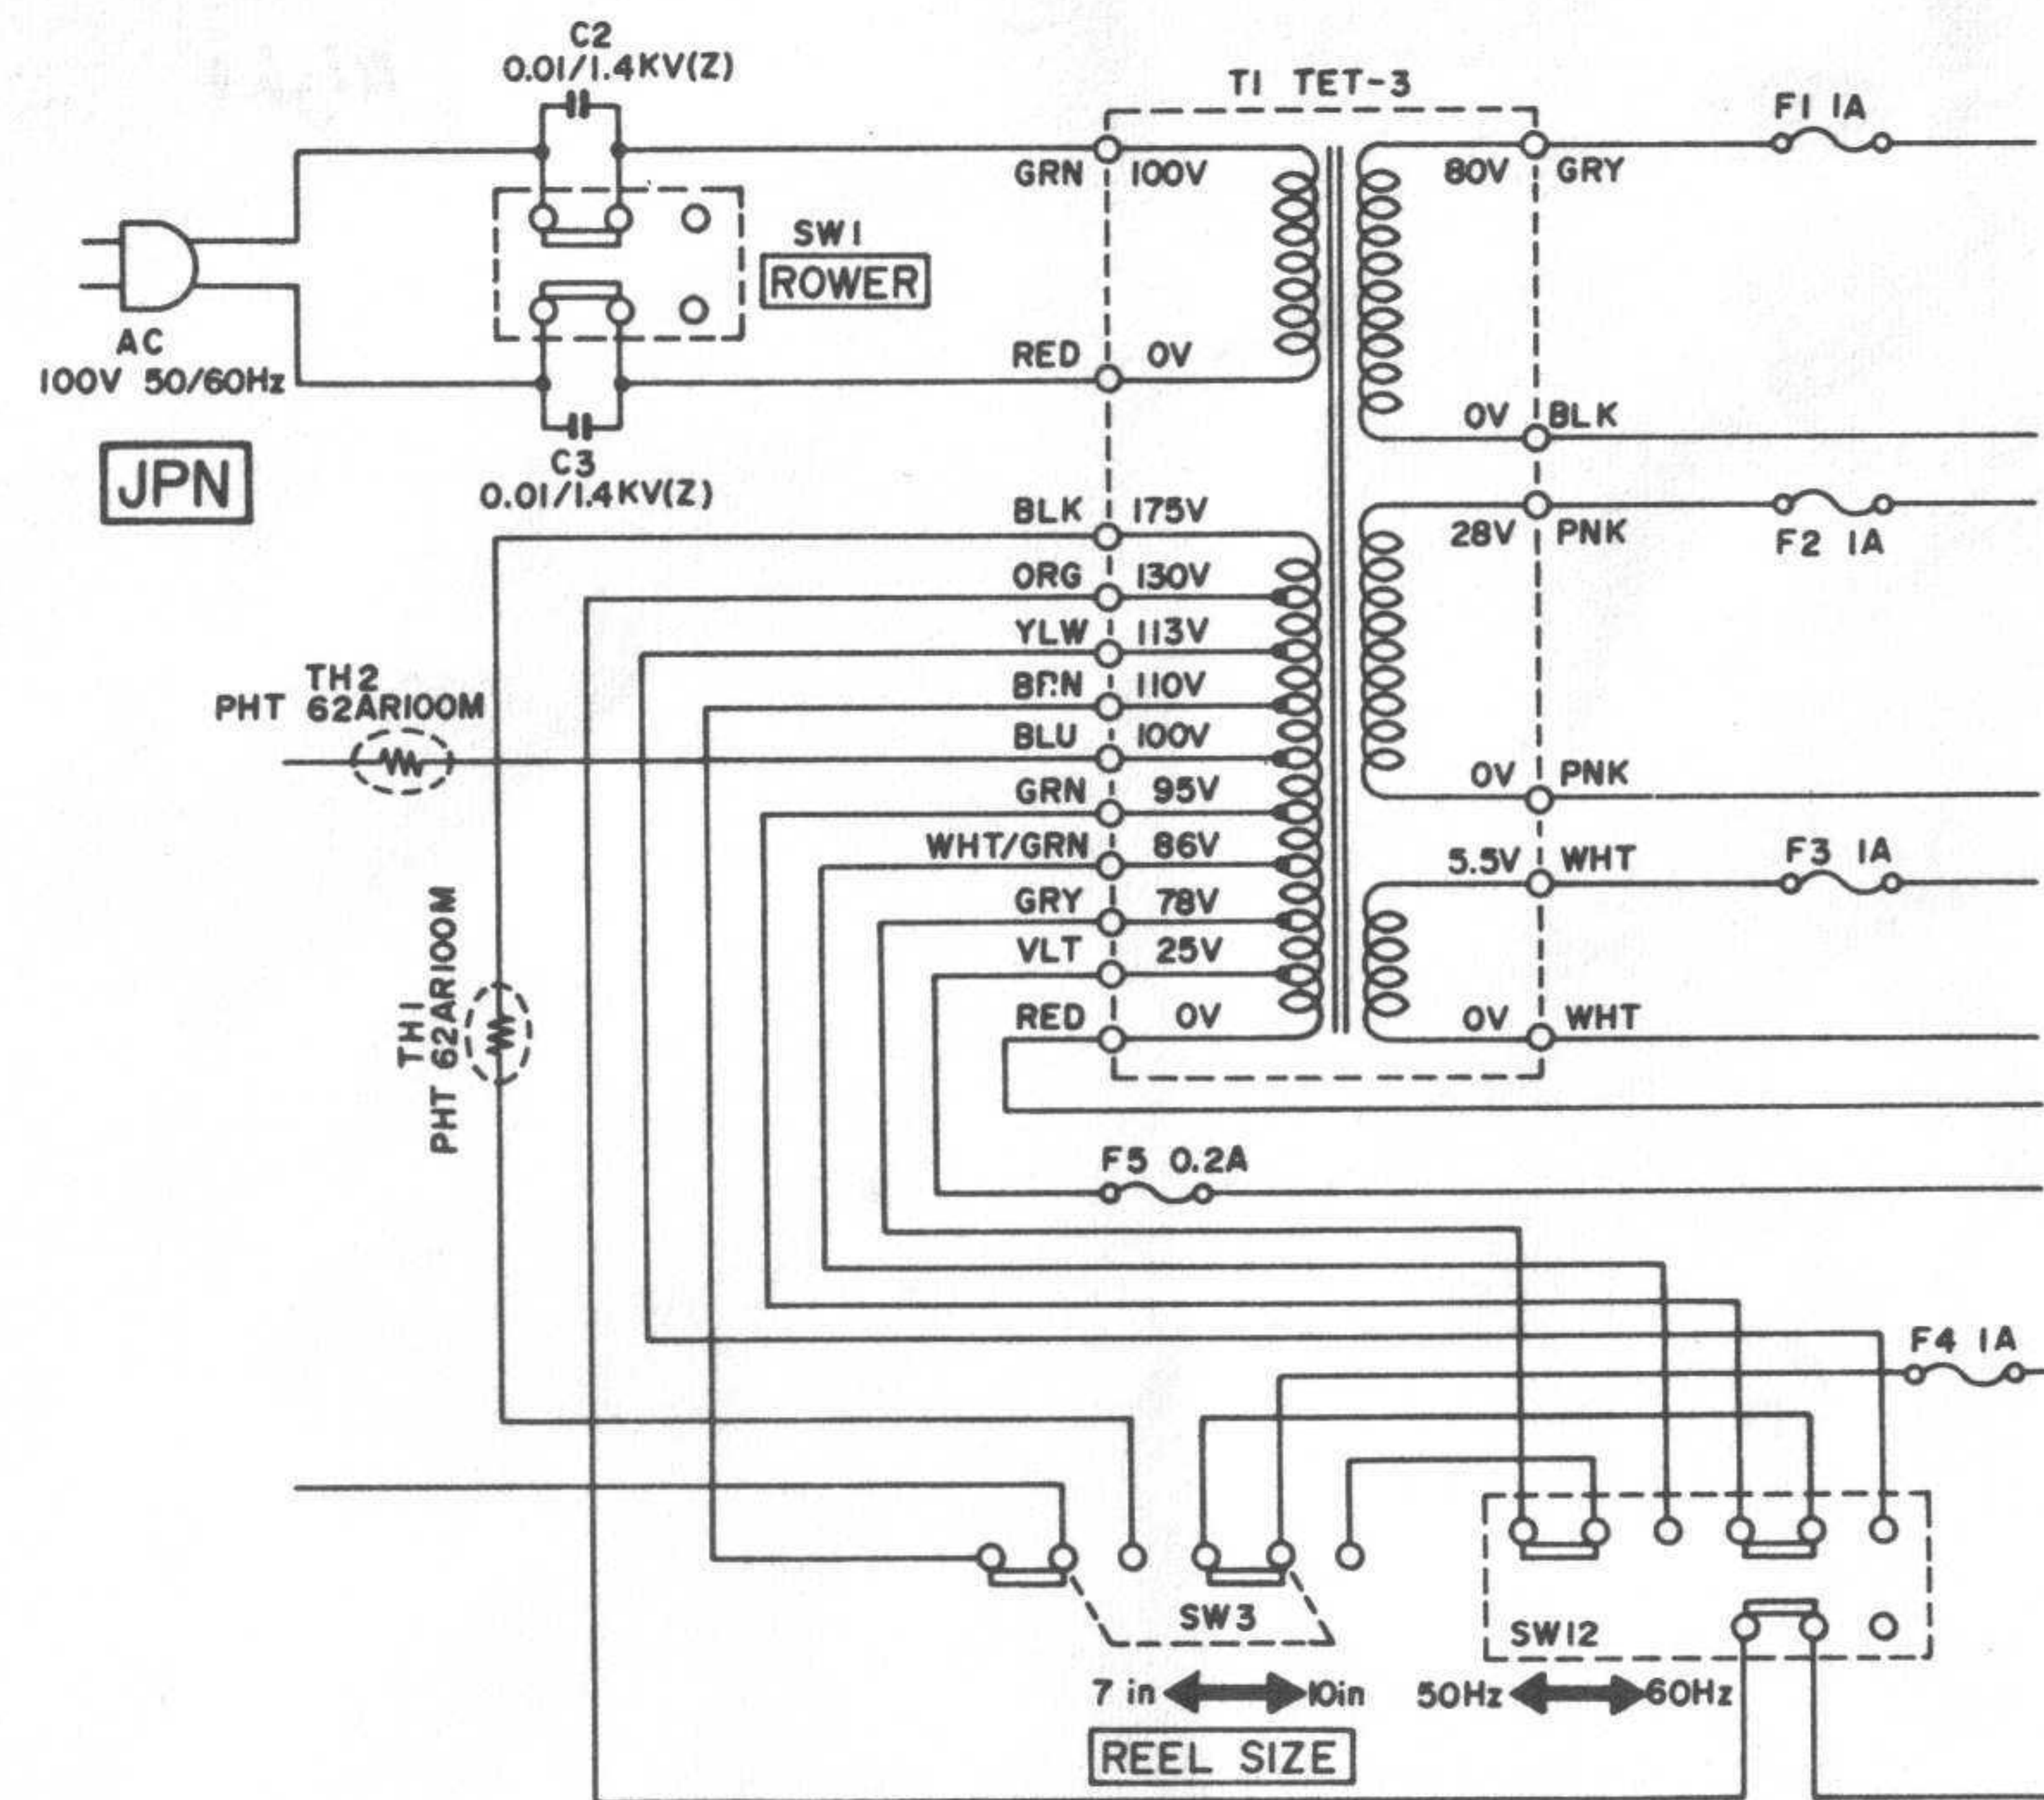 C2
0.01/1.4KV(Z)
T1 TET-3
F1 1A
GRN 100V
80V GRY
SW1
ROWER
AC
100V 50/60Hz
RED 0V
0V BLK
JPN
C3
0.01/1.4KV(Z)
BLK 175V
28V PNK
F2 1A
ORG 130V
YLW 113V
TH2
PHT 62AR100M
BRN 110V
BLU 100V
0V PNK
GRN 95V
WHT/GRN 86V
5.5V WHT
F3 1A
GRY 78V
VLT 25V
RED 0V
0V WHT
TH1
PHT 62AR100M
F5 0.2A
F4 1A
SW3
SW12
7 in 10in
50Hz 60Hz
REEL SIZE